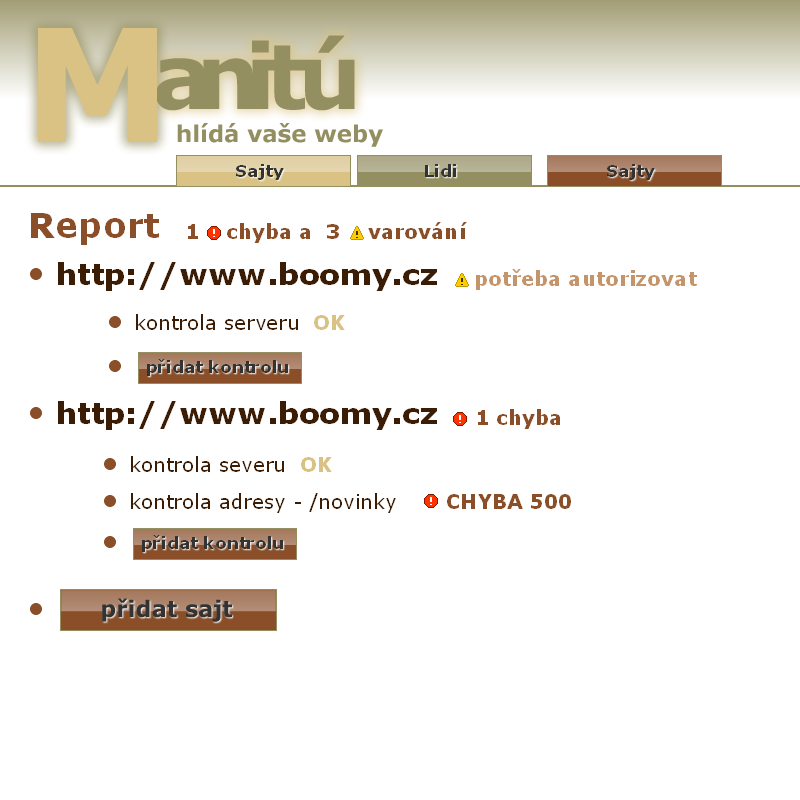 Manitú
hlídá vaše weby
Sajty Lidi Sajty
Report 1 chyba a 3 varování
http://www.boomy.cz potřeba autorizovat
kontrola serveru OK
přidat kontrolu
http://www.boomy.cz 1 chyba
kontrola severu OK
kontrola adresy - /novinky CHYBA 500
přidat kontrolu
přidat sajt